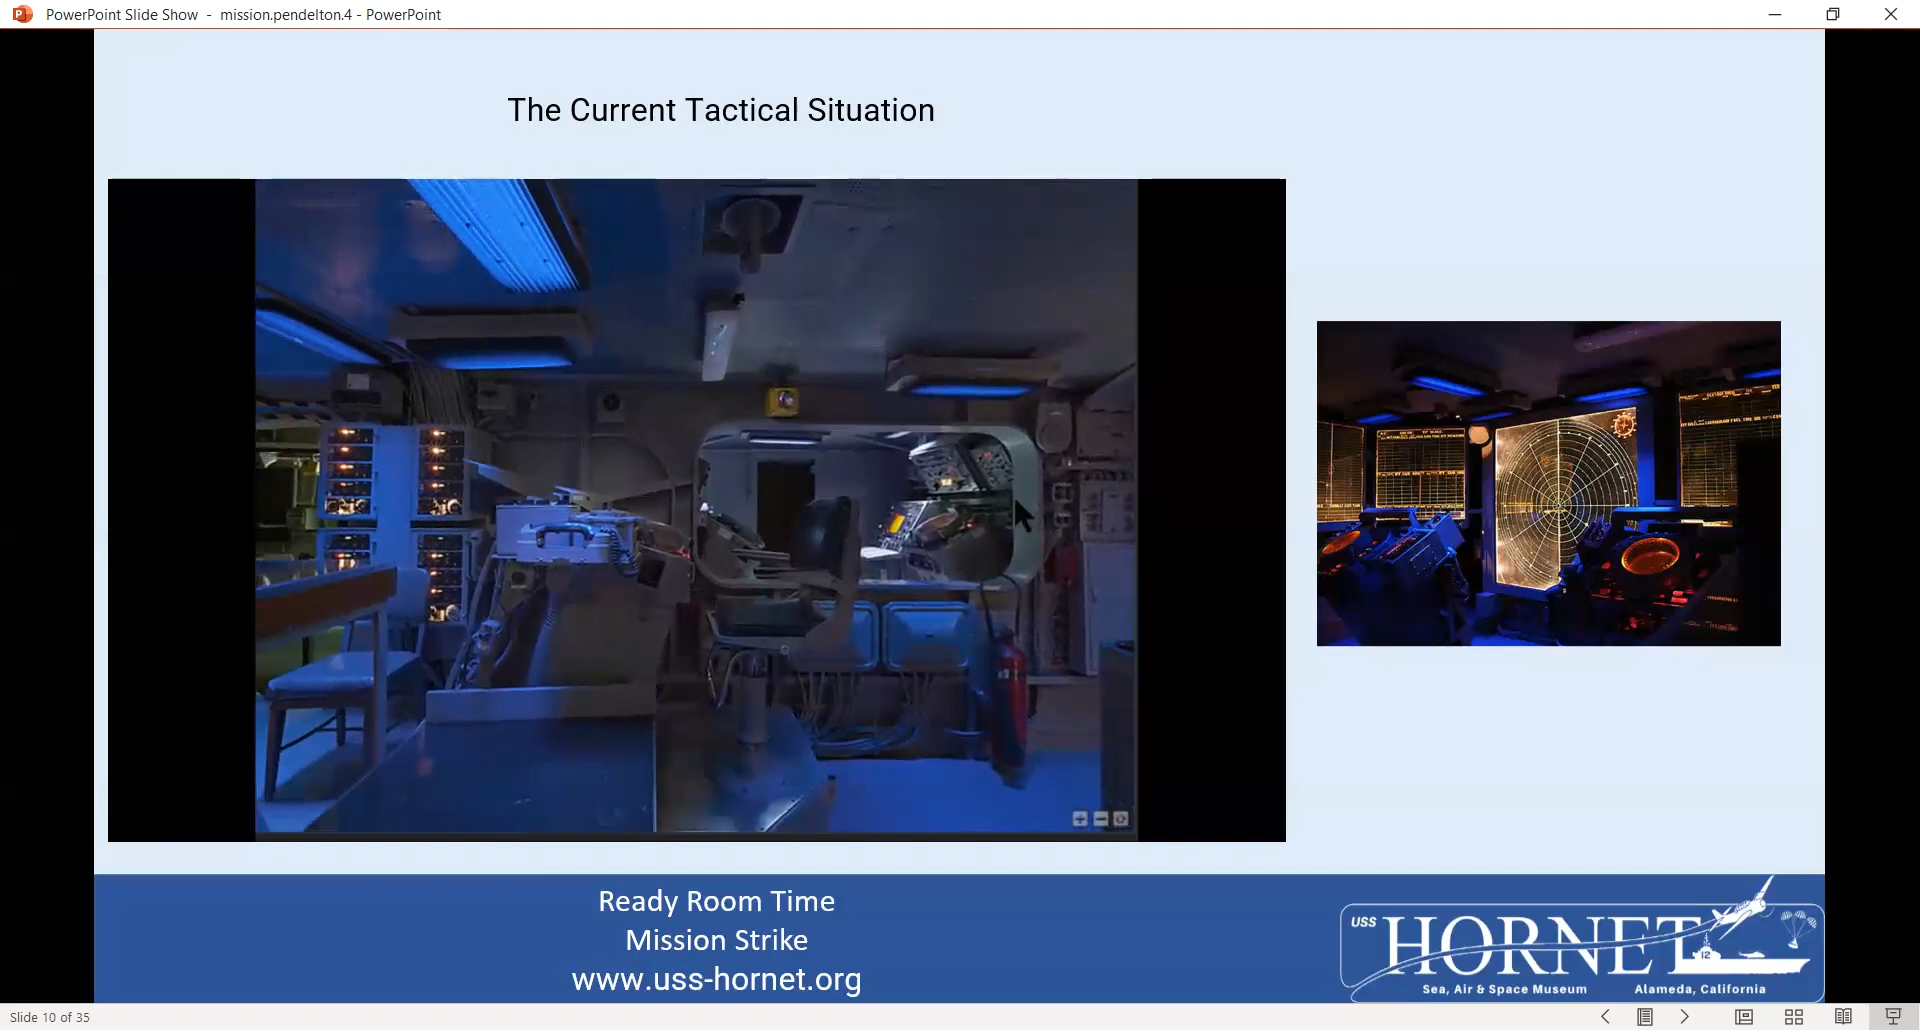 PowerPoint Slide Show - mission.pendelton.4 - PowerPoint
The Current Tactical Situation
Ready Room Time
Mission Strike
www.uss-hornet.org
USS HORNET
12
Sea, Air & Space Museum Alameda, California
Slide 10 of 35